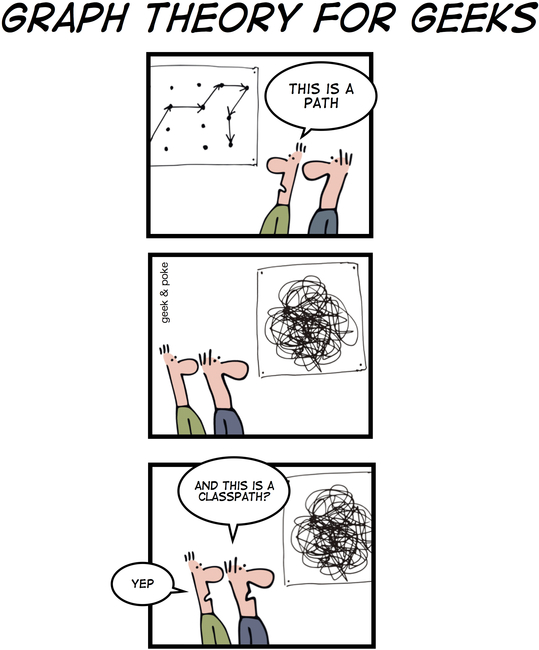 GRAPH THEORY FOR GEEKS
THIS IS A
PATH
geek & poke
AND THIS IS A
CLASSPATH?
YEP